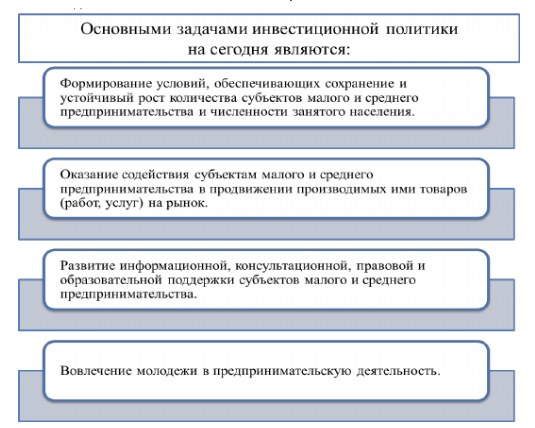 Основными задачами инвестиционной политики
на сегодня являются:
Формирование условий, обеспечивающих сохранение и
устойчивый рост количества субъектов малого и среднего
предпринимательства и численности занятого населения.
Оказание содействия субъектам малого и среднего
предпринимательства в продвижении производимых ими товаров
(работ, услуг) на рынок.
Развитие информационной, консультационной, правовой и
образовательной поддержки субъектов малого и среднего
предпринимательства.
Вовлечение молодежи в предпринимательскую деятельность.